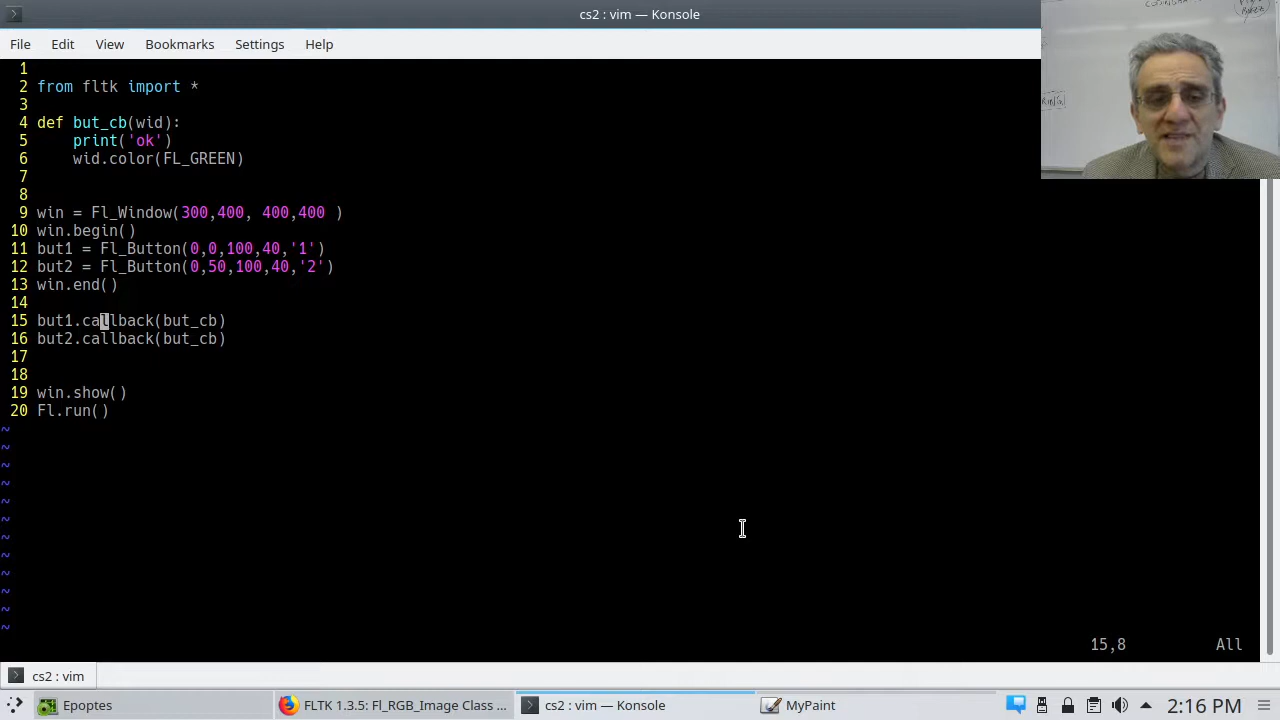 cs2 : vim — Konsole
File Edit View Bookmarks Settings Help
1
2 from fltk import *
3
4 def but_cb(wid):
5     print('ok')
6     wid.color(FL_GREEN)
7
8
9 win = Fl_Window(300,400, 400,400 )
10 win.begin()
11 but1 = Fl_Button(0,0,100,40,'1')
12 but2 = Fl_Button(0,50,100,40,'2')
13 win.end()
14
15 but1.callback(but_cb)
16 but2.callback(but_cb)
17
18
19 win.show()
20 Fl.run()
~
~
~
~
~
~
~
~
~
~
~
~
15,8 All
cs2 : vim
Epoptes FLTK 1.3.5: Fl_RGB_Image Class ... cs2 : vim — Konsole MyPaint 2:16 PM